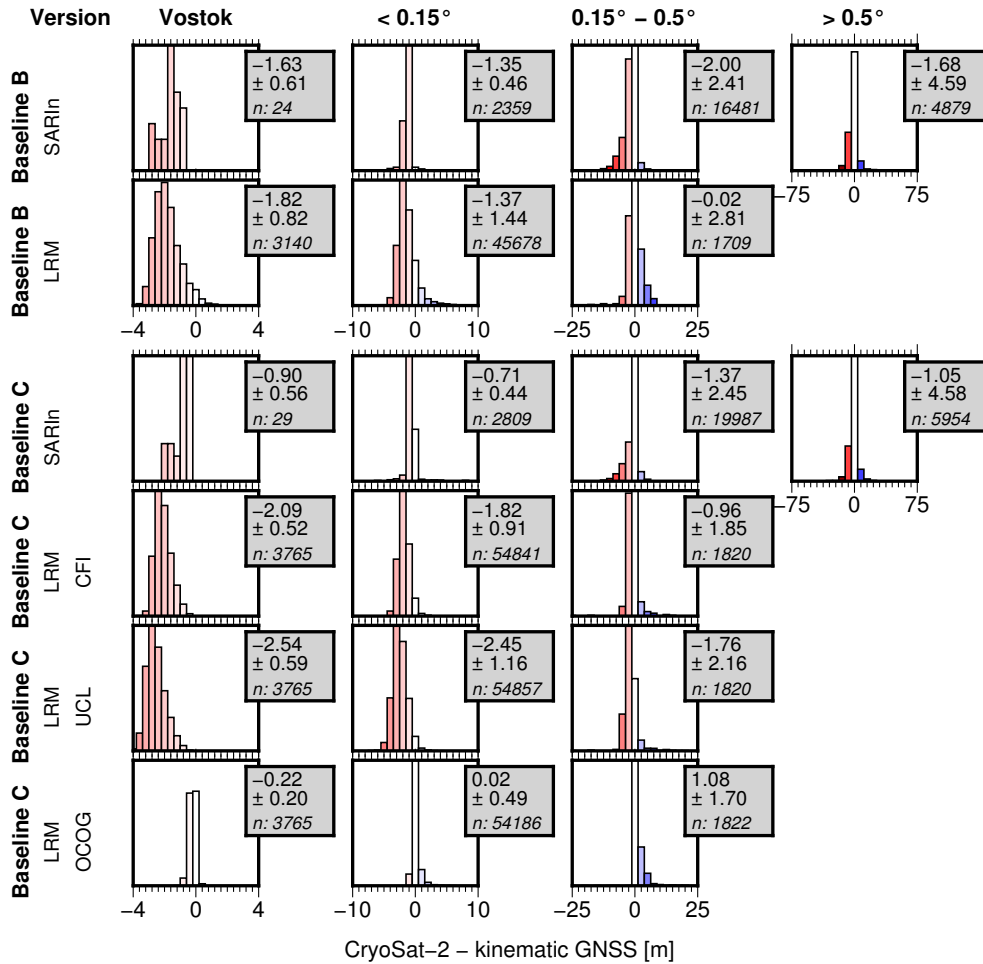 Version Vostok < 0.15° 0.15° − 0.5° > 0.5°
Baseline B
SARIn
−1.63
± 0.61
n: 24
−1.35
± 0.46
n: 2359
−2.00
± 2.41
n: 16481
−1.68
± 4.59
n: 4879
−75 0 75
Baseline B
LRM
−1.82
± 0.82
n: 3140
−1.37
± 1.44
n: 45678
−0.02
± 2.81
n: 1709
−4 0 4
−10 0 10
−25 0 25
Baseline C
SARIn
−0.90
± 0.56
n: 29
−0.71
± 0.44
n: 2809
−1.37
± 2.45
n: 19987
−1.05
± 4.58
n: 5954
−75 0 75
Baseline C
LRM
CFI
−2.09
± 0.52
n: 3765
−1.82
± 0.91
n: 54841
−0.96
± 1.85
n: 1820
Baseline C
LRM
UCL
−2.54
± 0.59
n: 3765
−2.45
± 1.16
n: 54857
−1.76
± 2.16
n: 1820
Baseline C
LRM
OCOG
−0.22
± 0.20
n: 3765
0.02
± 0.49
n: 54186
1.08
± 1.70
n: 1822
−4 0 4
−10 0 10
−25 0 25
CryoSat−2 − kinematic GNSS [m]